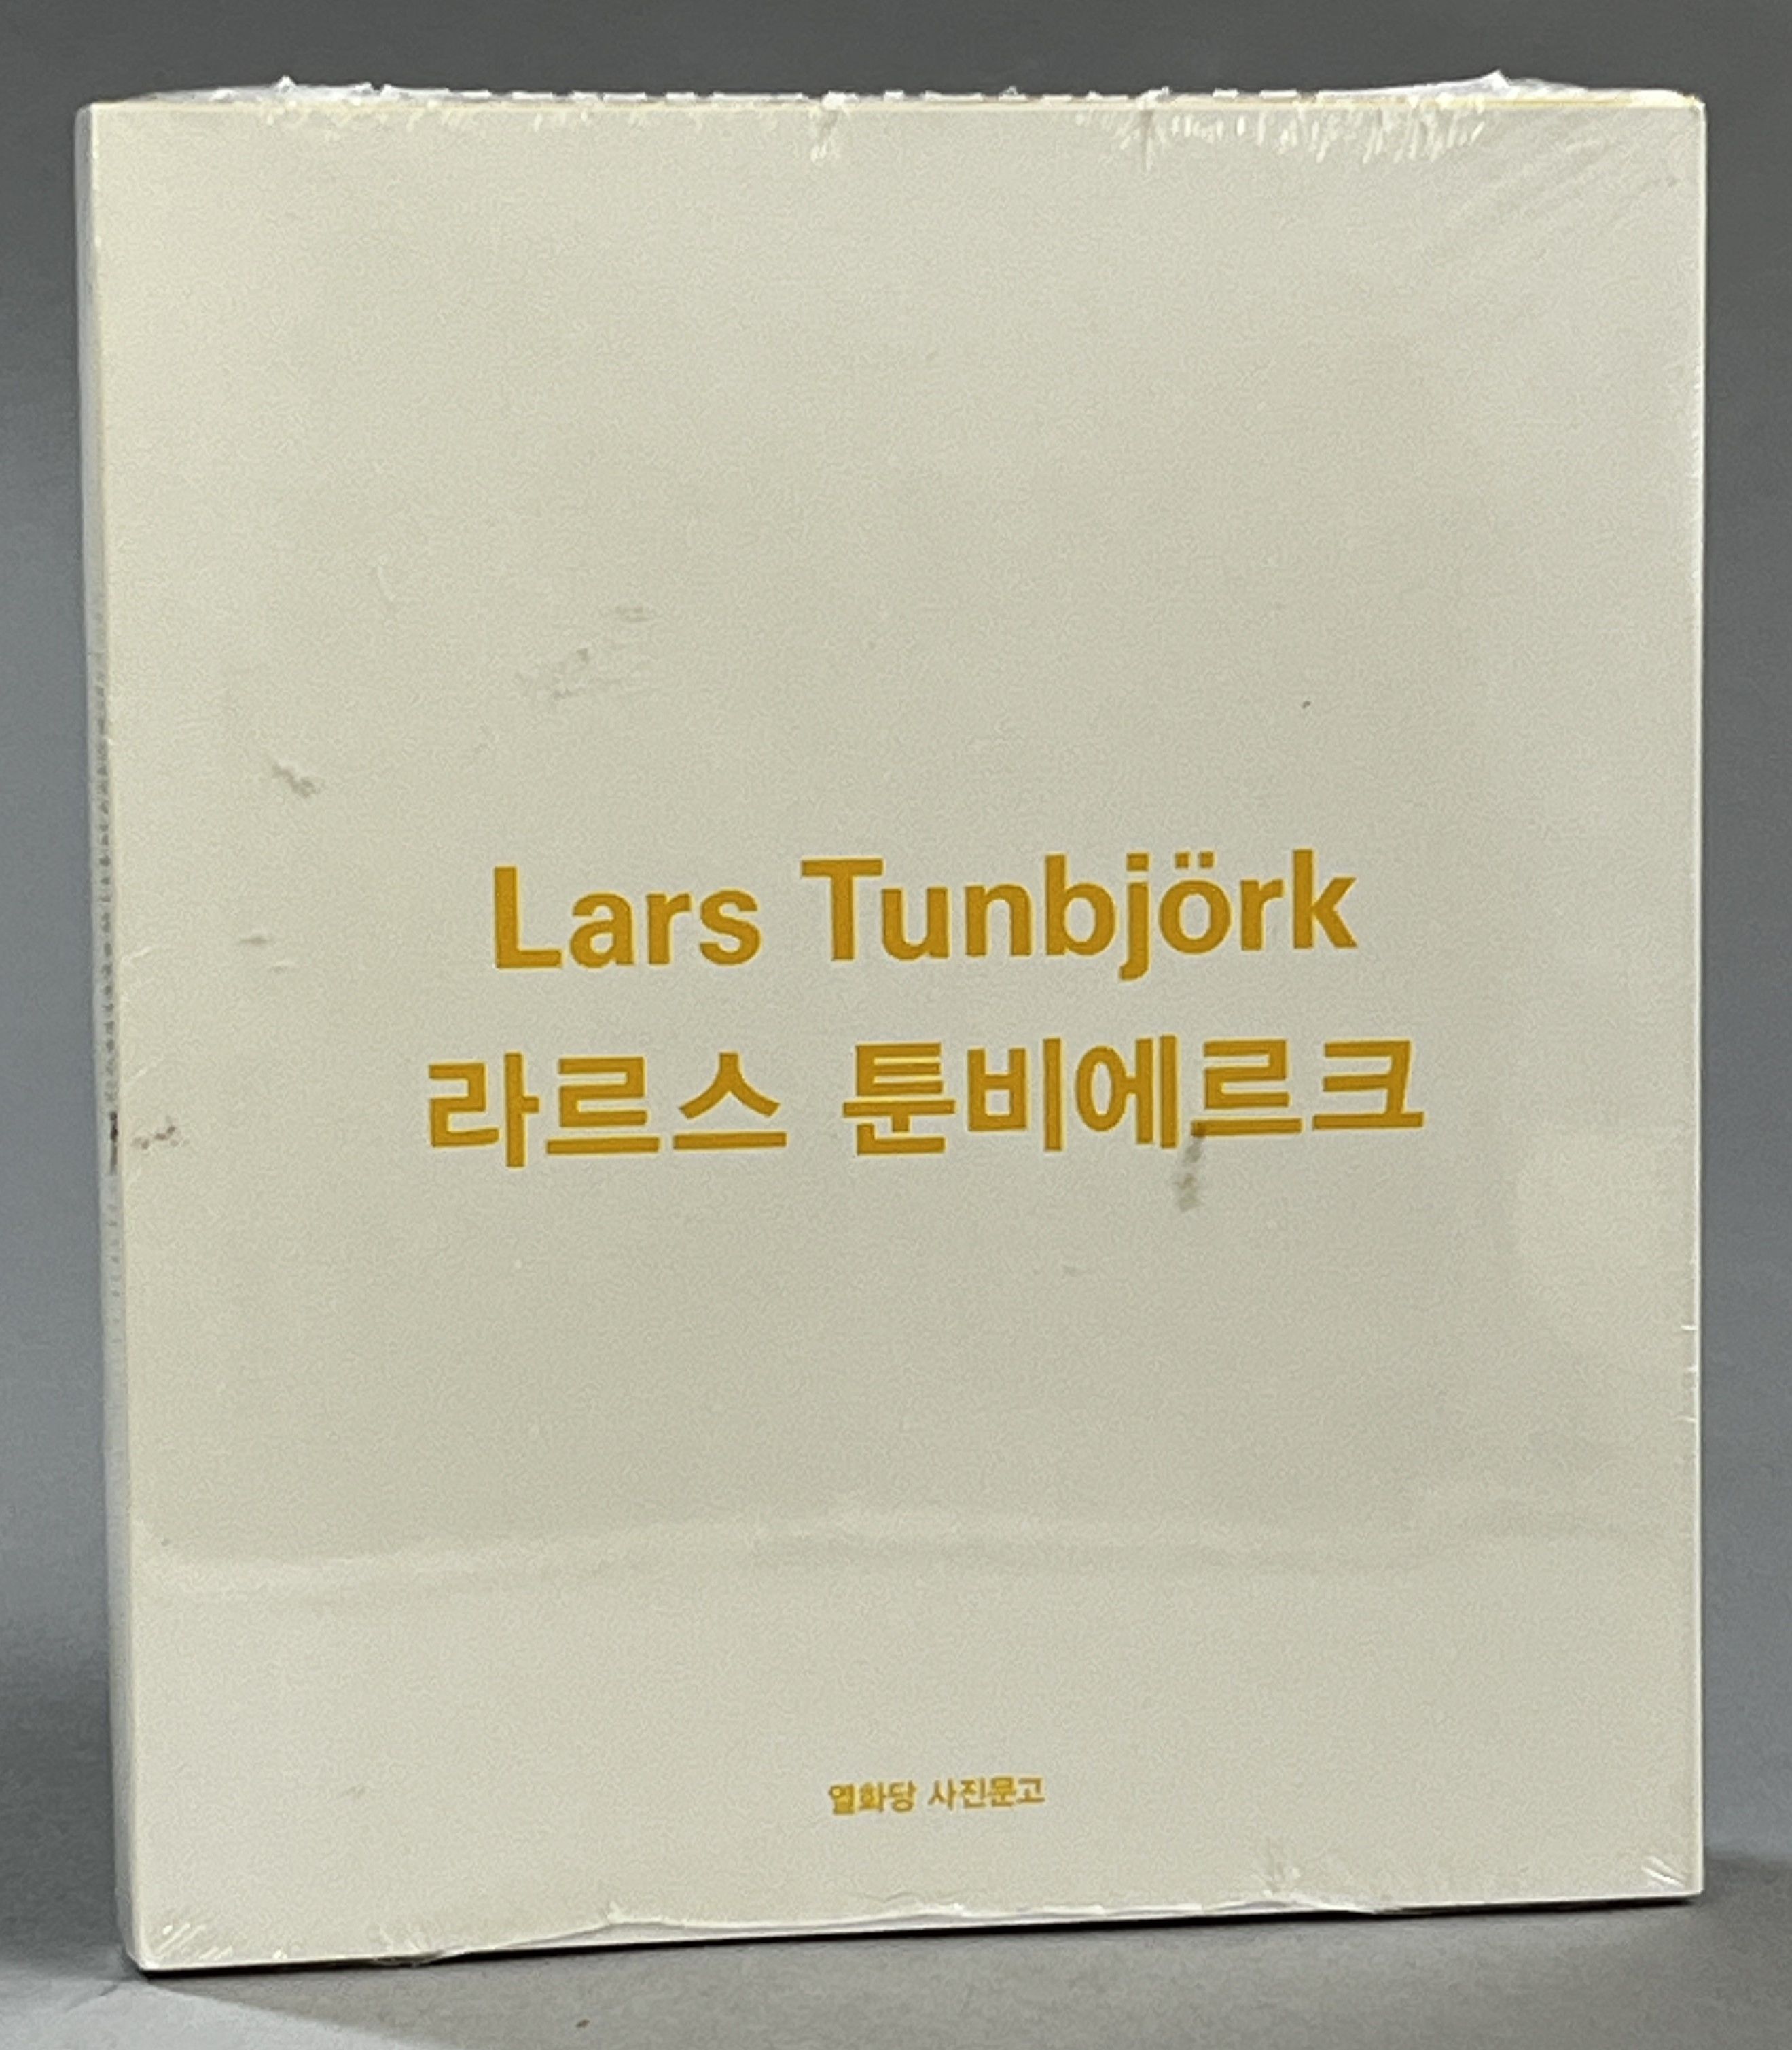 Lars Tunbjörk
라르스 툰비에르크
열화당 사진문고